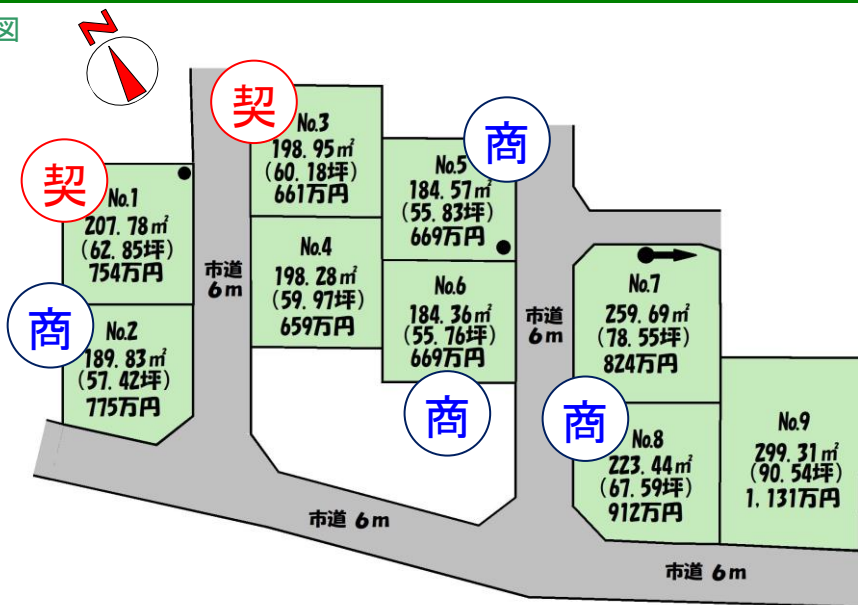 図
N
契
No.1
207.78㎡
(62.85坪)
754万円
商
No.2
189.83㎡
(57.42坪)
775万円
市道
6m
契
No.3
198.95㎡
(60.18坪)
661万円
No.4
198.28㎡
(59.97坪)
659万円
商
No.5
184.57㎡
(55.83坪)
669万円
No.6
184.36㎡
(55.76坪)
669万円
商
市道
6m
No.7
259.69㎡
(78.55坪)
824万円
商
No.8
223.44㎡
(67.59坪)
912万円
No.9
299.31㎡
(90.54坪)
1,131万円
市道 6m
市道 6m